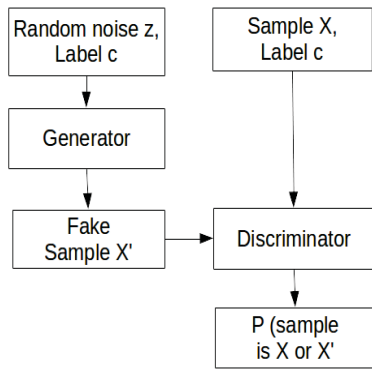 Random noise z,
Label c
Sample X,
Label c
Generator
Fake
Sample X'
Discriminator
P (sample
is X or X'